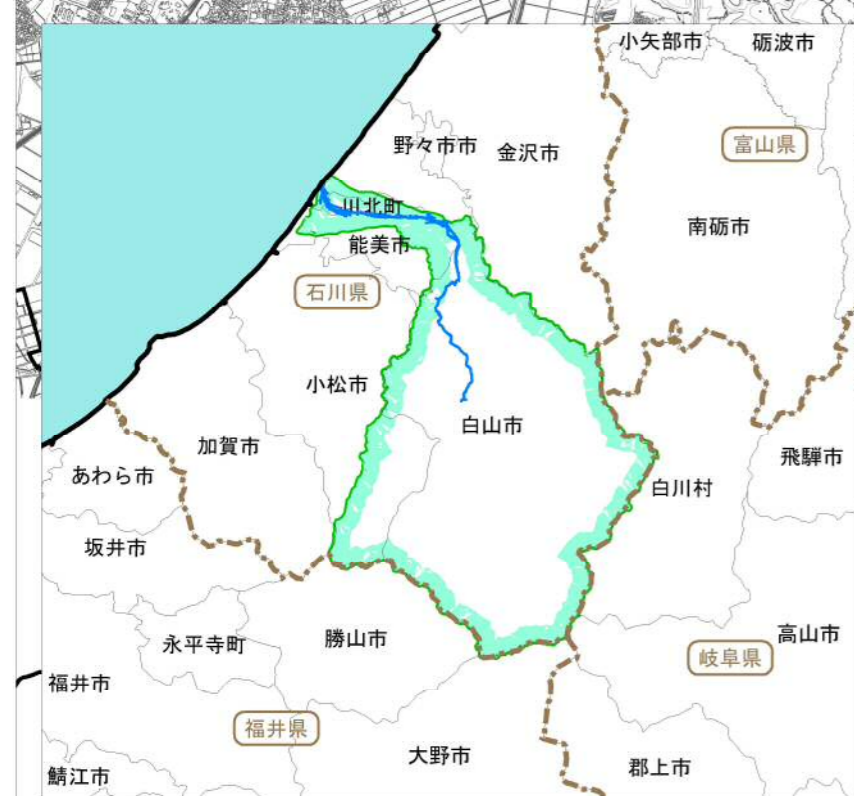 小矢部市
砺波市
野々市市
金沢市
富山県
川北町
南砺市
能美市
石川県
小松市
白山市
加賀市
飛騨市
あわら市
白川村
坂井市
永平寺町
勝山市
高山市
岐阜県
福井市
福井県
大野市
郡上市
鯖江市